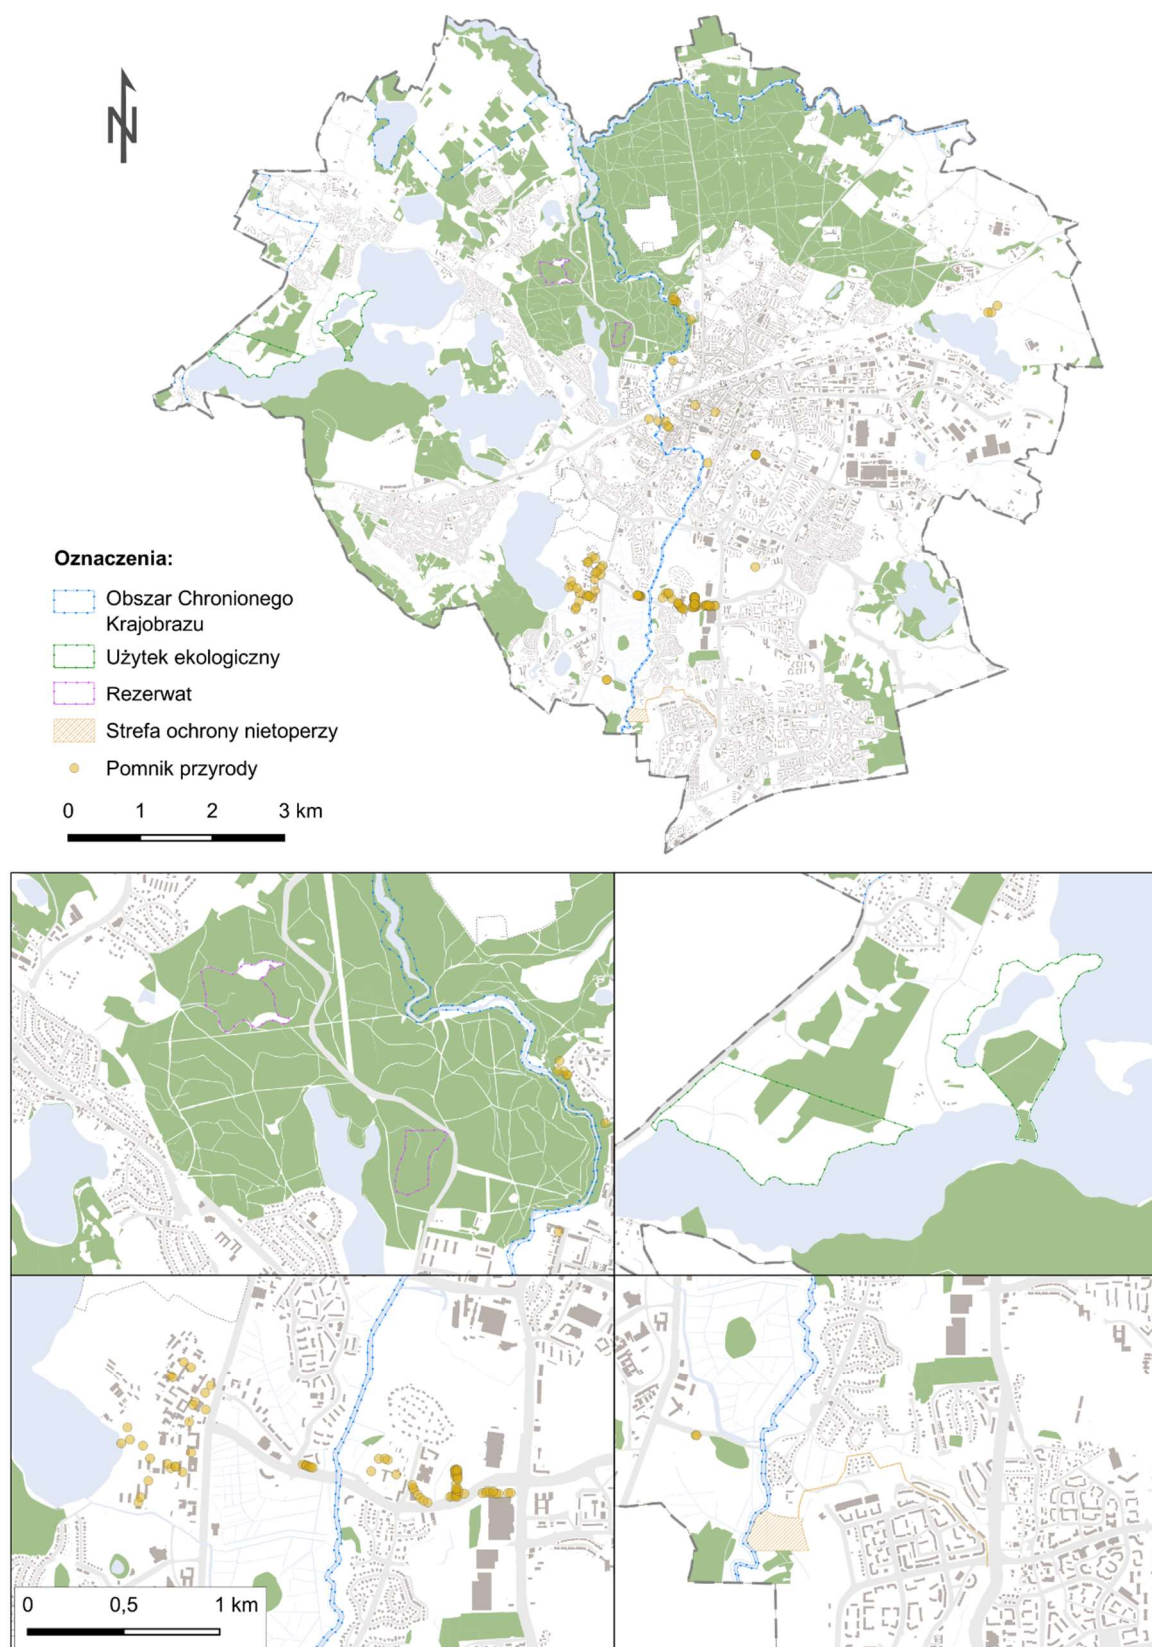 N
Oznaczenia:
Obszar Chronionego
Krajobrazu
Użytek ekologiczny
Rezerwat
Strefa ochrony nietoperzy
Pomnik przyrody
0 1 2 3 km
0 0,5 1 km